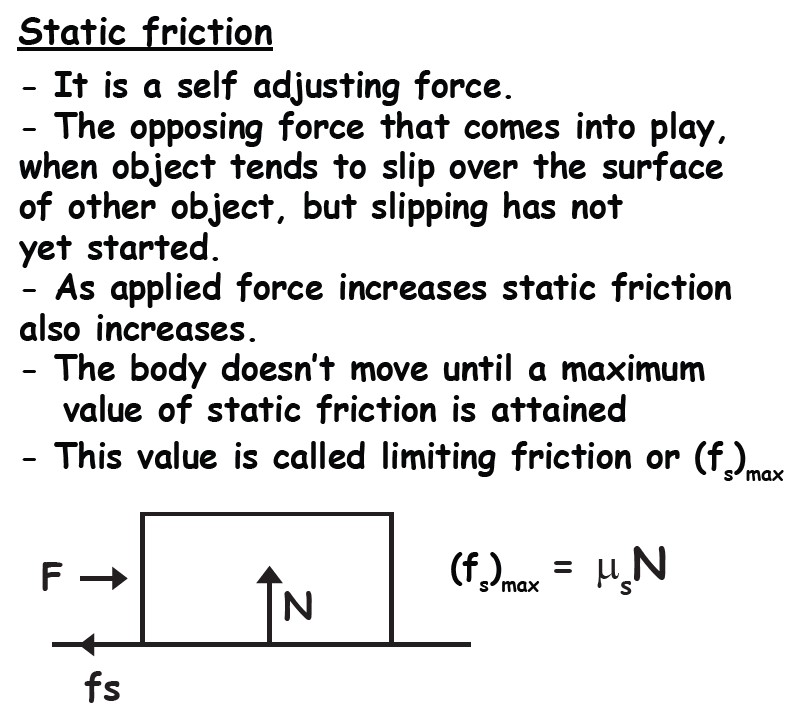 Static friction
- It is a self adjusting force.
- The opposing force that comes into play,
when object tends to slip over the surface
of other object, but slipping has not
yet started.
- As applied force increases static friction
also increases.
- The body doesn't move until a maximum
value of static friction is attained
- This value is called limiting friction or (fs)max
F
N
(fs)max = μsN
fs